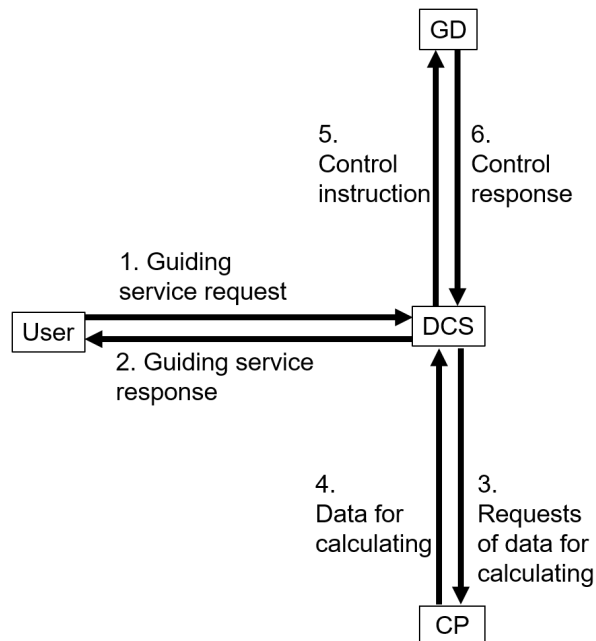 GD
5.
Control
instruction
6.
Control
response
1. Guiding
service request
User
DCS
2. Guiding service
response
4.
Data for
calculating
3.
Requests
of data for
calculating
CP